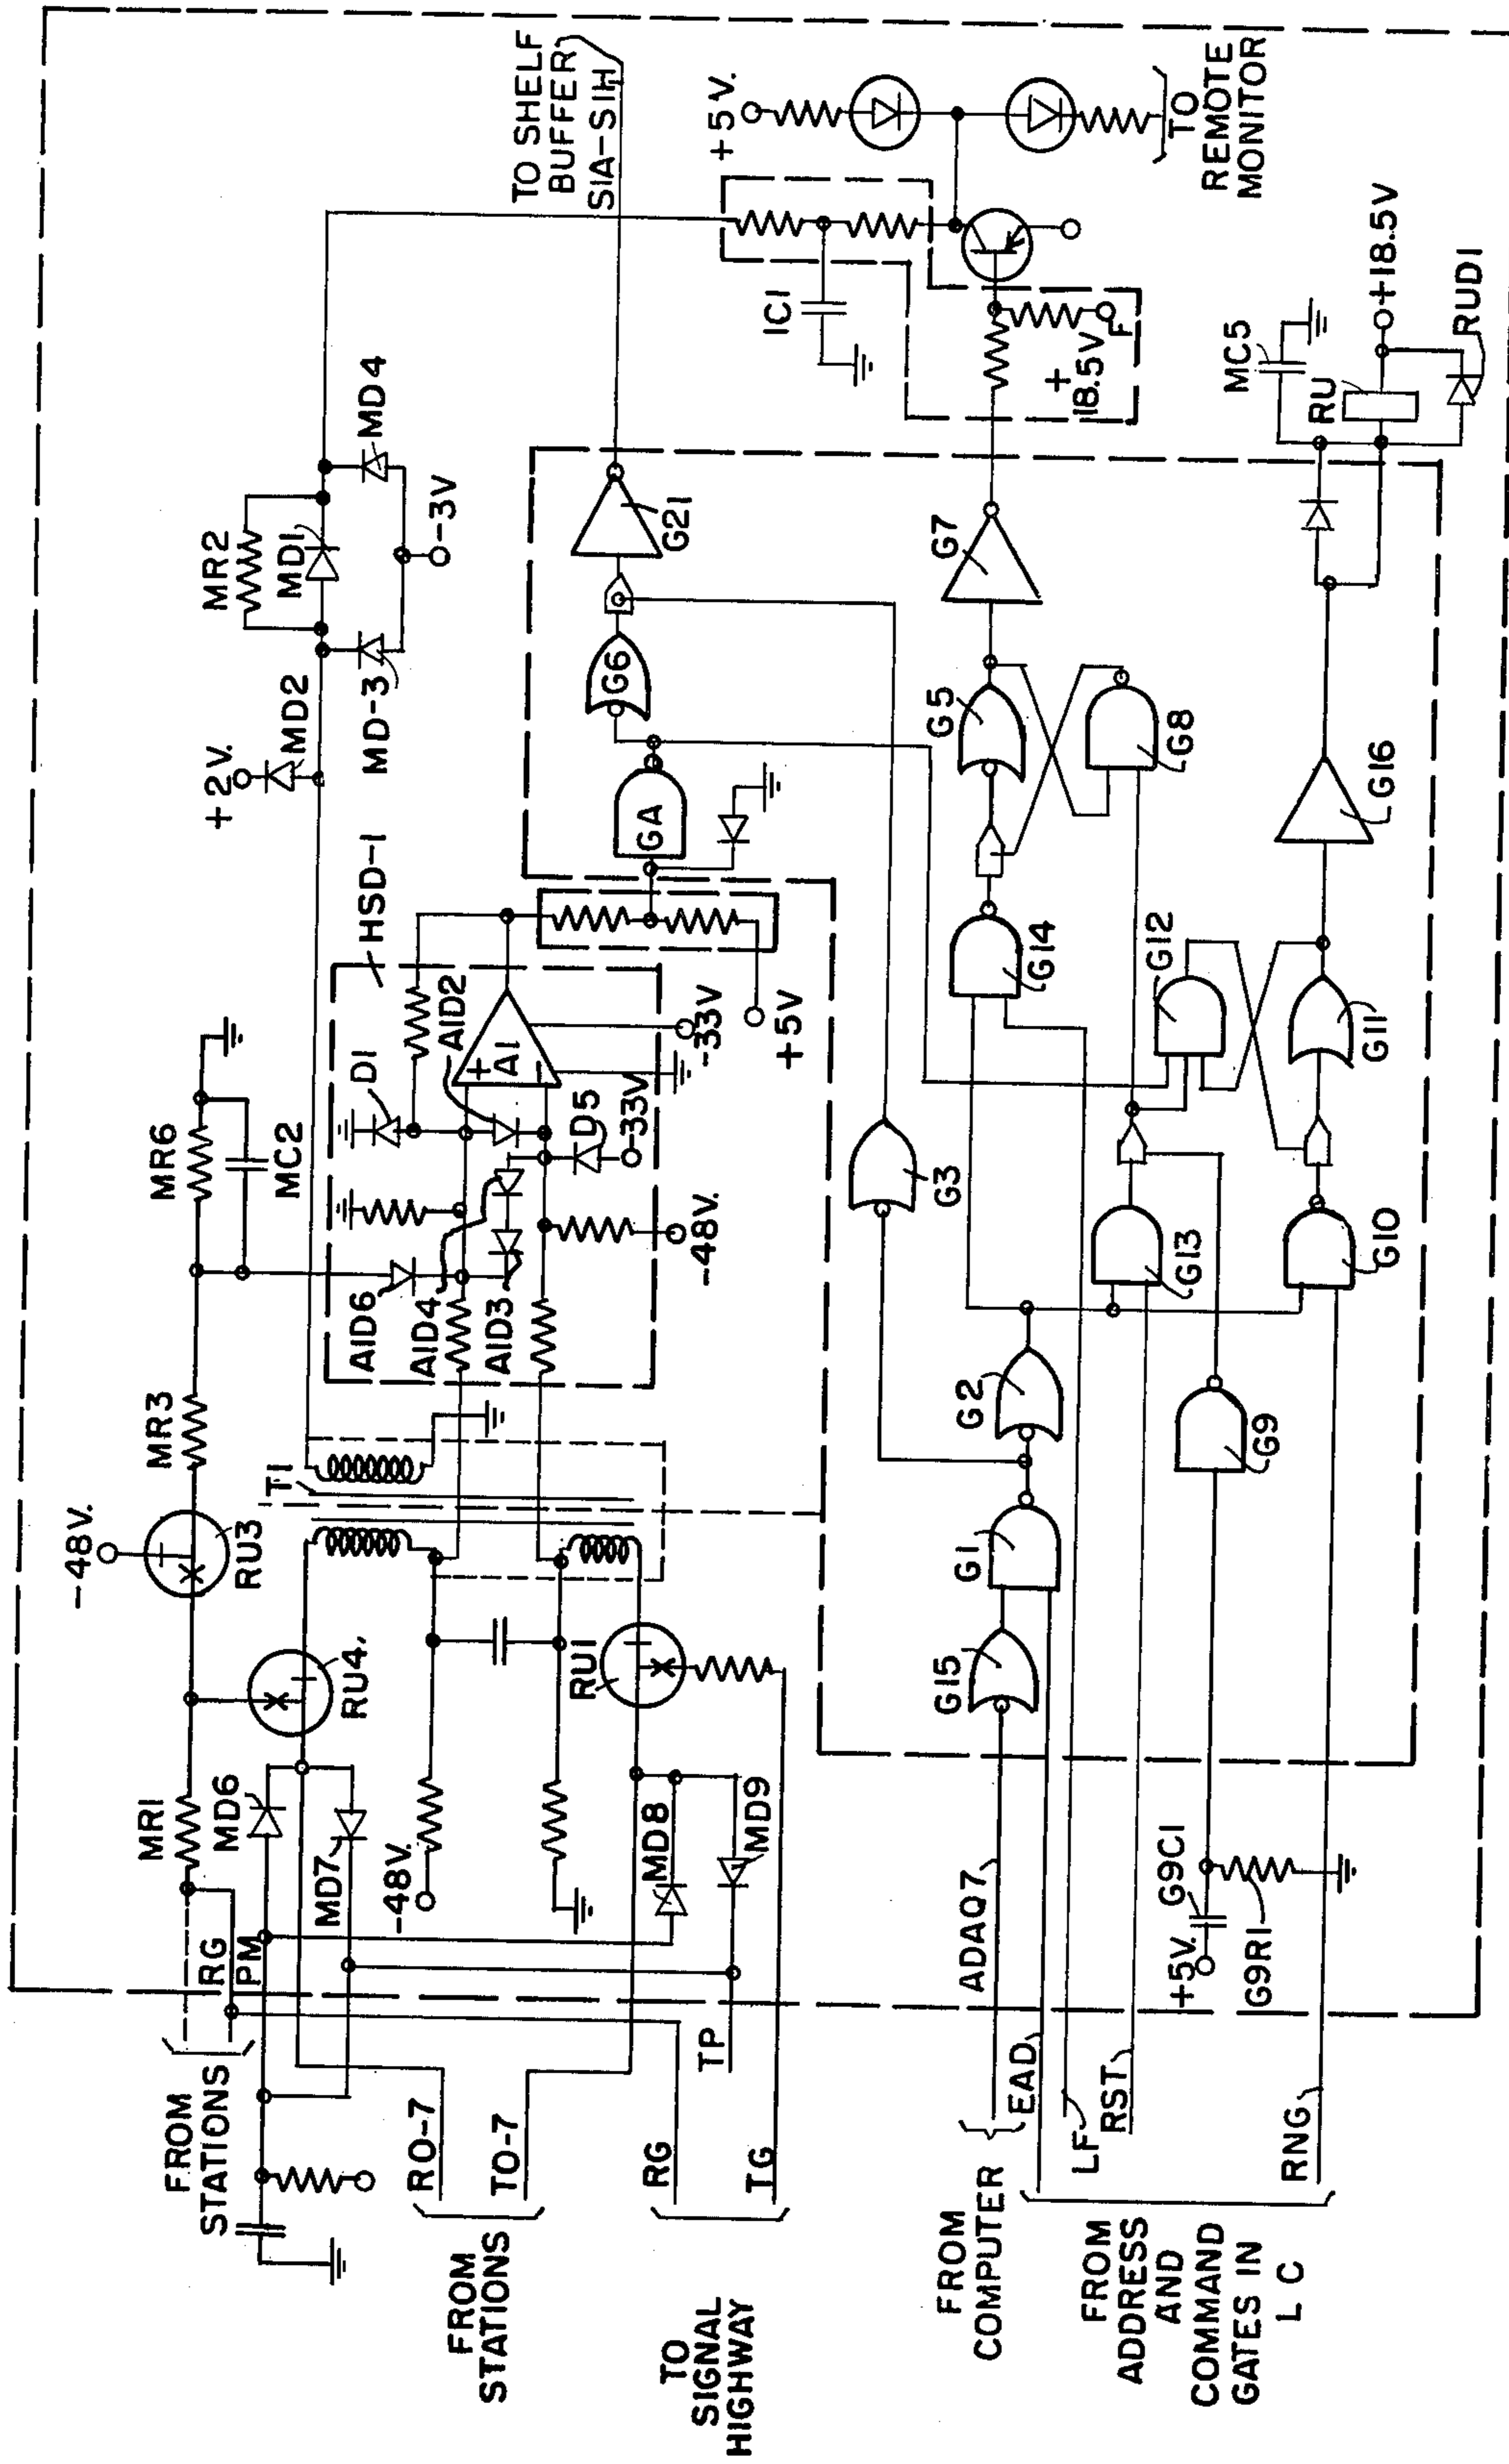 FROM
STATIONS
RG
PM
MR1
MD6
MD7
-48V.
RU3
RU4,
MR3
MR6
MC2
T1
AID6
AID4
AID3
D1
HSD-1
AID2
+
A1
-
D5
-33V
-48V.
-33V
+5V
+2V.
MD2
MD-3
MR2
MD1
MD4
-3V
TO SHELF
BUFFER
SIA-SIH
RO-7
TO-7
FROM
STATIONS
-48V.
RU1
MD8
MD9
RG
TP
TG
TO
SIGNAL
HIGHWAY
GA
G6
G21
IC1
+5V.
TO
REMOTE
MONITOR
+
18.5V
F
FROM
COMPUTER
ADAQ7
EAD
LF
RST
RNG
FROM
ADDRESS
AND
COMMAND
GATES IN
L C
+5V.
G9C1
G9R1
G15
G1
G2
G3
G14
G5
G7
G8
G9
G13
G12
G10
G11
G16
MC5
RU
+18.5V
RUD1